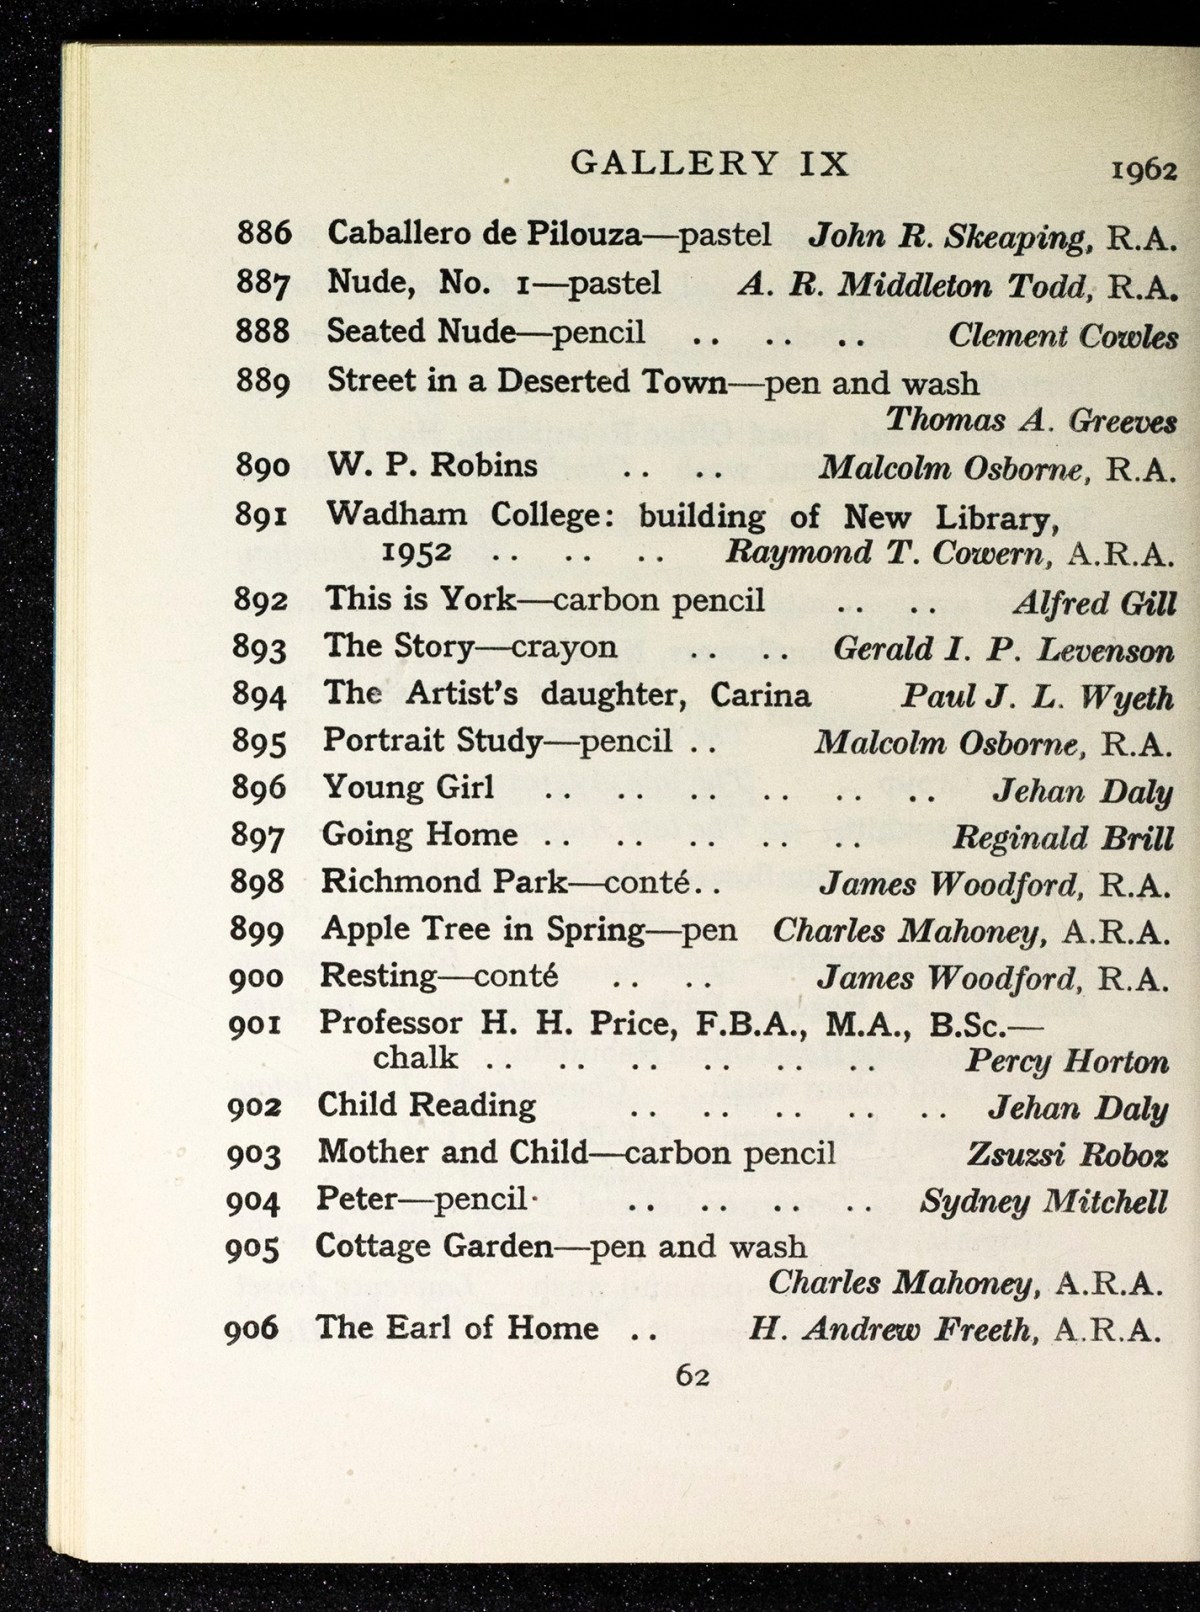 GALLERY IX 1962
886 Caballero de Pilouza—pastel John R. Skeaping, R.A.
887 Nude, No. 1—pastel A. R. Middleton Todd, R.A.
888 Seated Nude—pencil .. .. .. Clement Cowles
889 Street in a Deserted Town—pen and wash
Thomas A. Greeves
890 W. P. Robins .. .. Malcolm Osborne, R.A.
891 Wadham College: building of New Library,
1952 .. .. .. Raymond T. Cowern, A.R.A.
892 This is York—carbon pencil .. .. Alfred Gill
893 The Story—crayon .. .. Gerald I. P. Levenson
894 The Artist's daughter, Carina Paul J. L. Wyeth
895 Portrait Study—pencil .. Malcolm Osborne, R.A.
896 Young Girl .. .. .. .. .. .. Jehan Daly
897 Going Home .. .. .. .. .. Reginald Brill
898 Richmond Park—conté.. James Woodford, R.A.
899 Apple Tree in Spring—pen Charles Mahoney, A.R.A.
900 Resting—conté .. .. James Woodford, R.A.
901 Professor H. H. Price, F.B.A., M.A., B.Sc.—
chalk .. .. .. .. .. .. Percy Horton
902 Child Reading .. .. .. .. .. Jehan Daly
903 Mother and Child—carbon pencil Zsuzsi Roboz
904 Peter—pencil .. .. .. .. Sydney Mitchell
905 Cottage Garden—pen and wash
Charles Mahoney, A.R.A.
906 The Earl of Home .. H. Andrew Freeth, A.R.A.
62